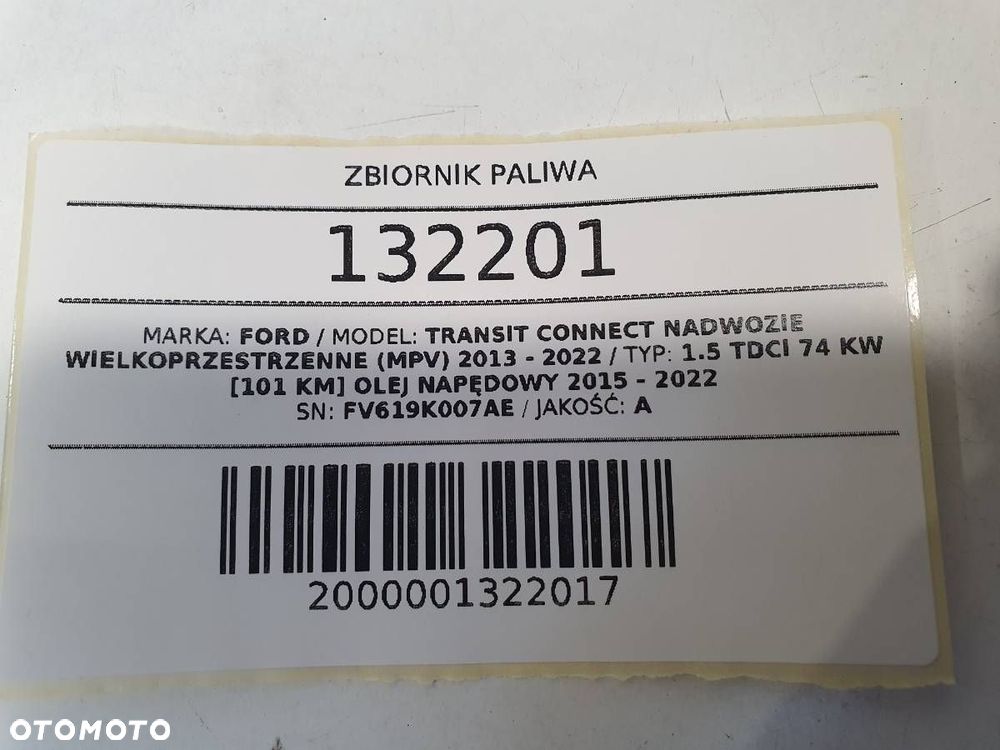 ZBIORNIK PALIWA
132201
MARKA: FORD / MODEL: TRANSIT CONNECT NADWOZIE
WIELKOPRZESTRZENNE (MPV) 2013 - 2022 / TYP: 1.5 TDCI 74 KW
[101 KM] OLEJ NAPĘDOWY 2015 - 2022
SN: FV619K007AE / JAKOŚĆ: A
2000001322017
OTOMOTO